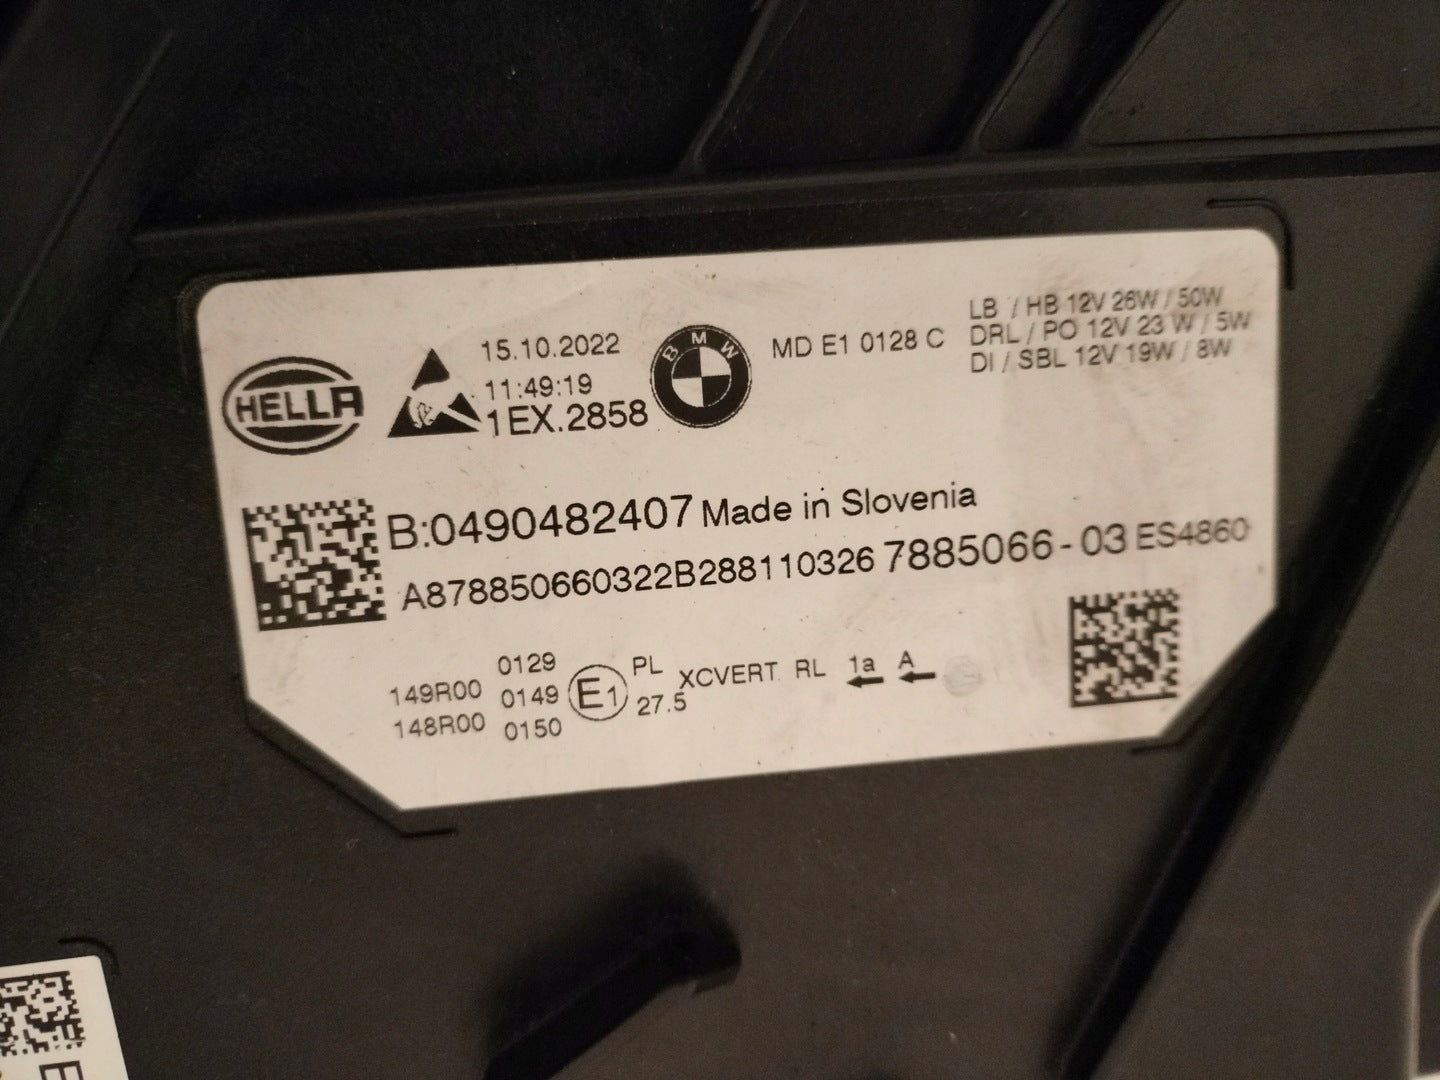 HELLA
15.10.2022
11:49:19
1EX.2858
BMW
MD E1 0128 C
LB / HB 12V 26W / 50W
DRL / PO 12V 23 W / 5W
DI / SBL 12V 19W / 8W
B:0490482407 Made in Slovenia
A878850660322B288110326 7885066-03 ES4860
149R00
148R00
0129
0149
0150
E1
PL
27.5
XCVERT RL 1a A
E